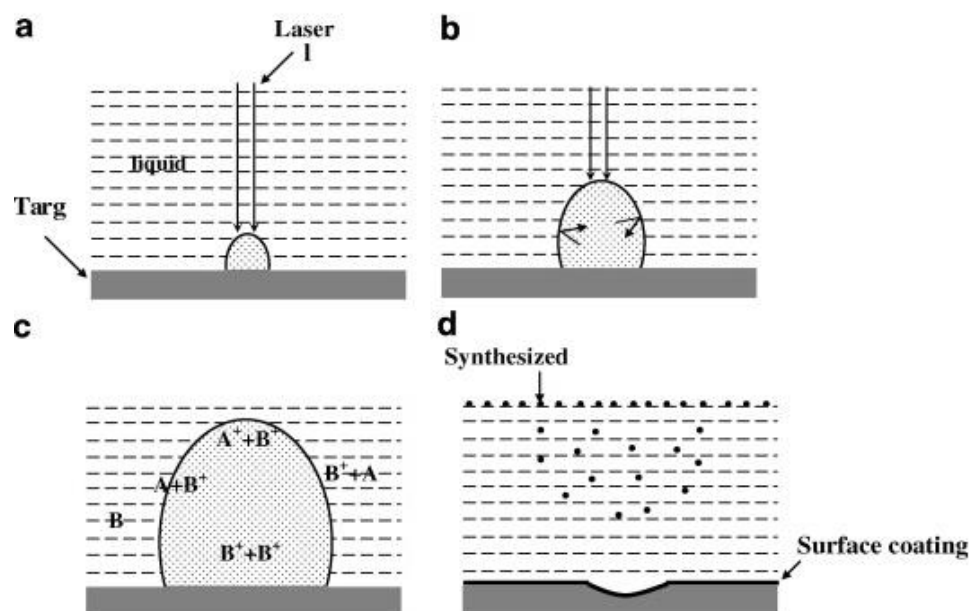 a
Laser
l
liquid
Targ
b
c
A⁺+B⁺
A+B⁺
B⁺+A
B
B⁺+B⁺
d
Synthesized
Surface coating